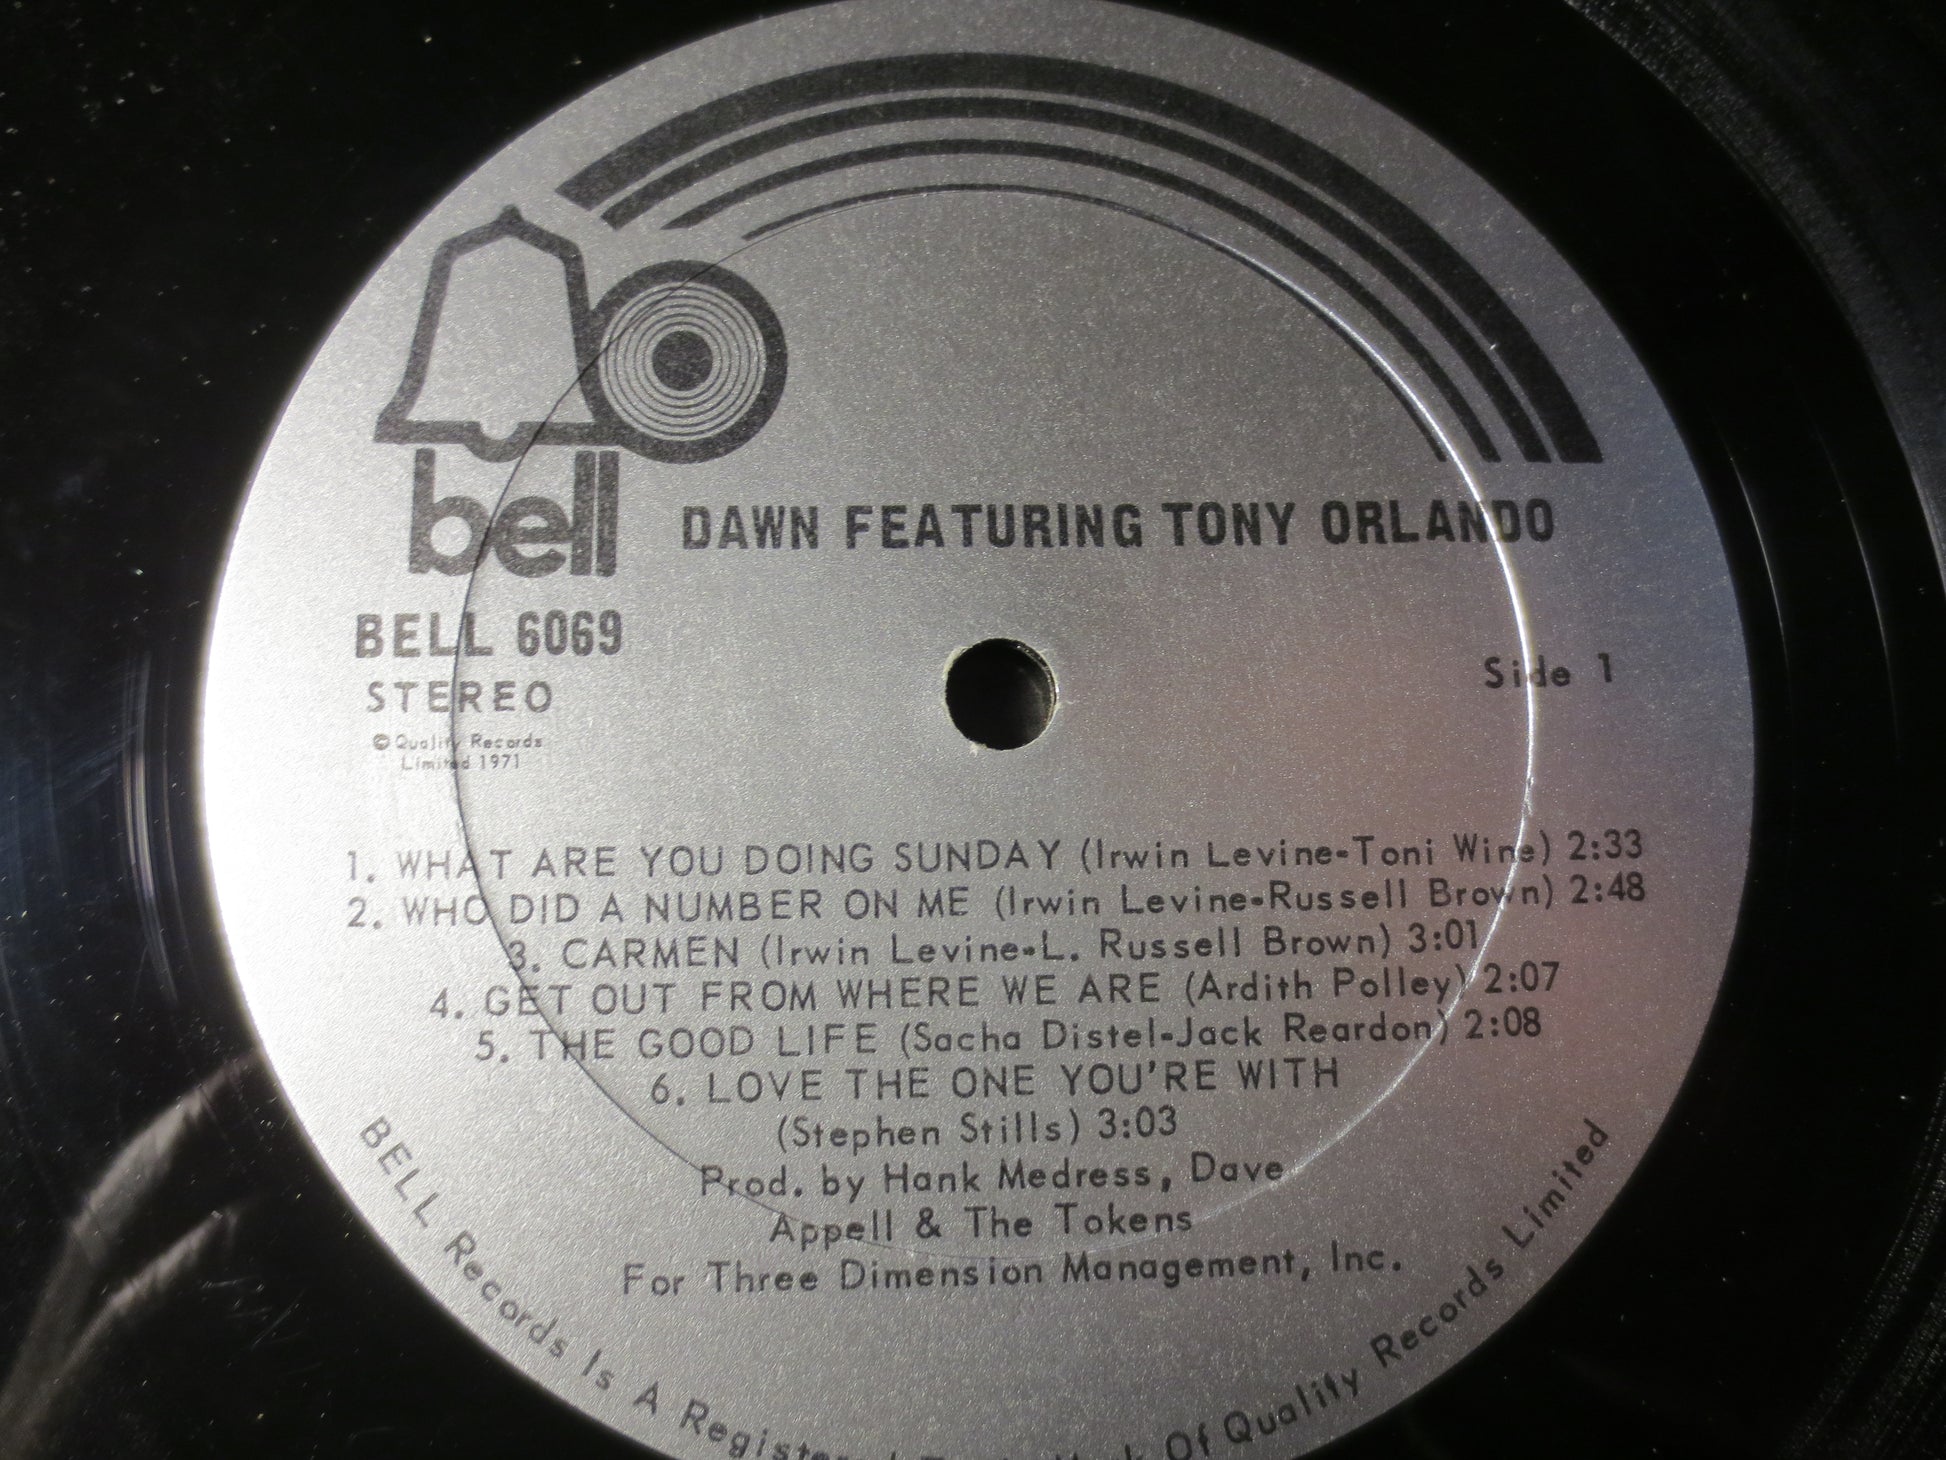 bell
DAWN FEATURING TONY ORLANDO
BELL 6069
STEREO
Side 1
© Quality Records
Limited 1971
1. WHAT ARE YOU DOING SUNDAY (Irwin Levine-Toni Wine) 2:33
2. WHO DID A NUMBER ON ME (Irwin Levine-Russell Brown) 2:48
3. CARMEN (Irwin Levine-L. Russell Brown) 3:01
4. GET OUT FROM WHERE WE ARE (Ardith Polley) 2:07
5. THE GOOD LIFE (Sacha Distel-Jack Reardon) 2:08
6. LOVE THE ONE YOU'RE WITH
(Stephen Stills) 3:03
Prod. by Hank Medress, Dave
Appell & The Tokens
For Three Dimension Management, Inc.
BELL Records Is A Of Quality Records Limited